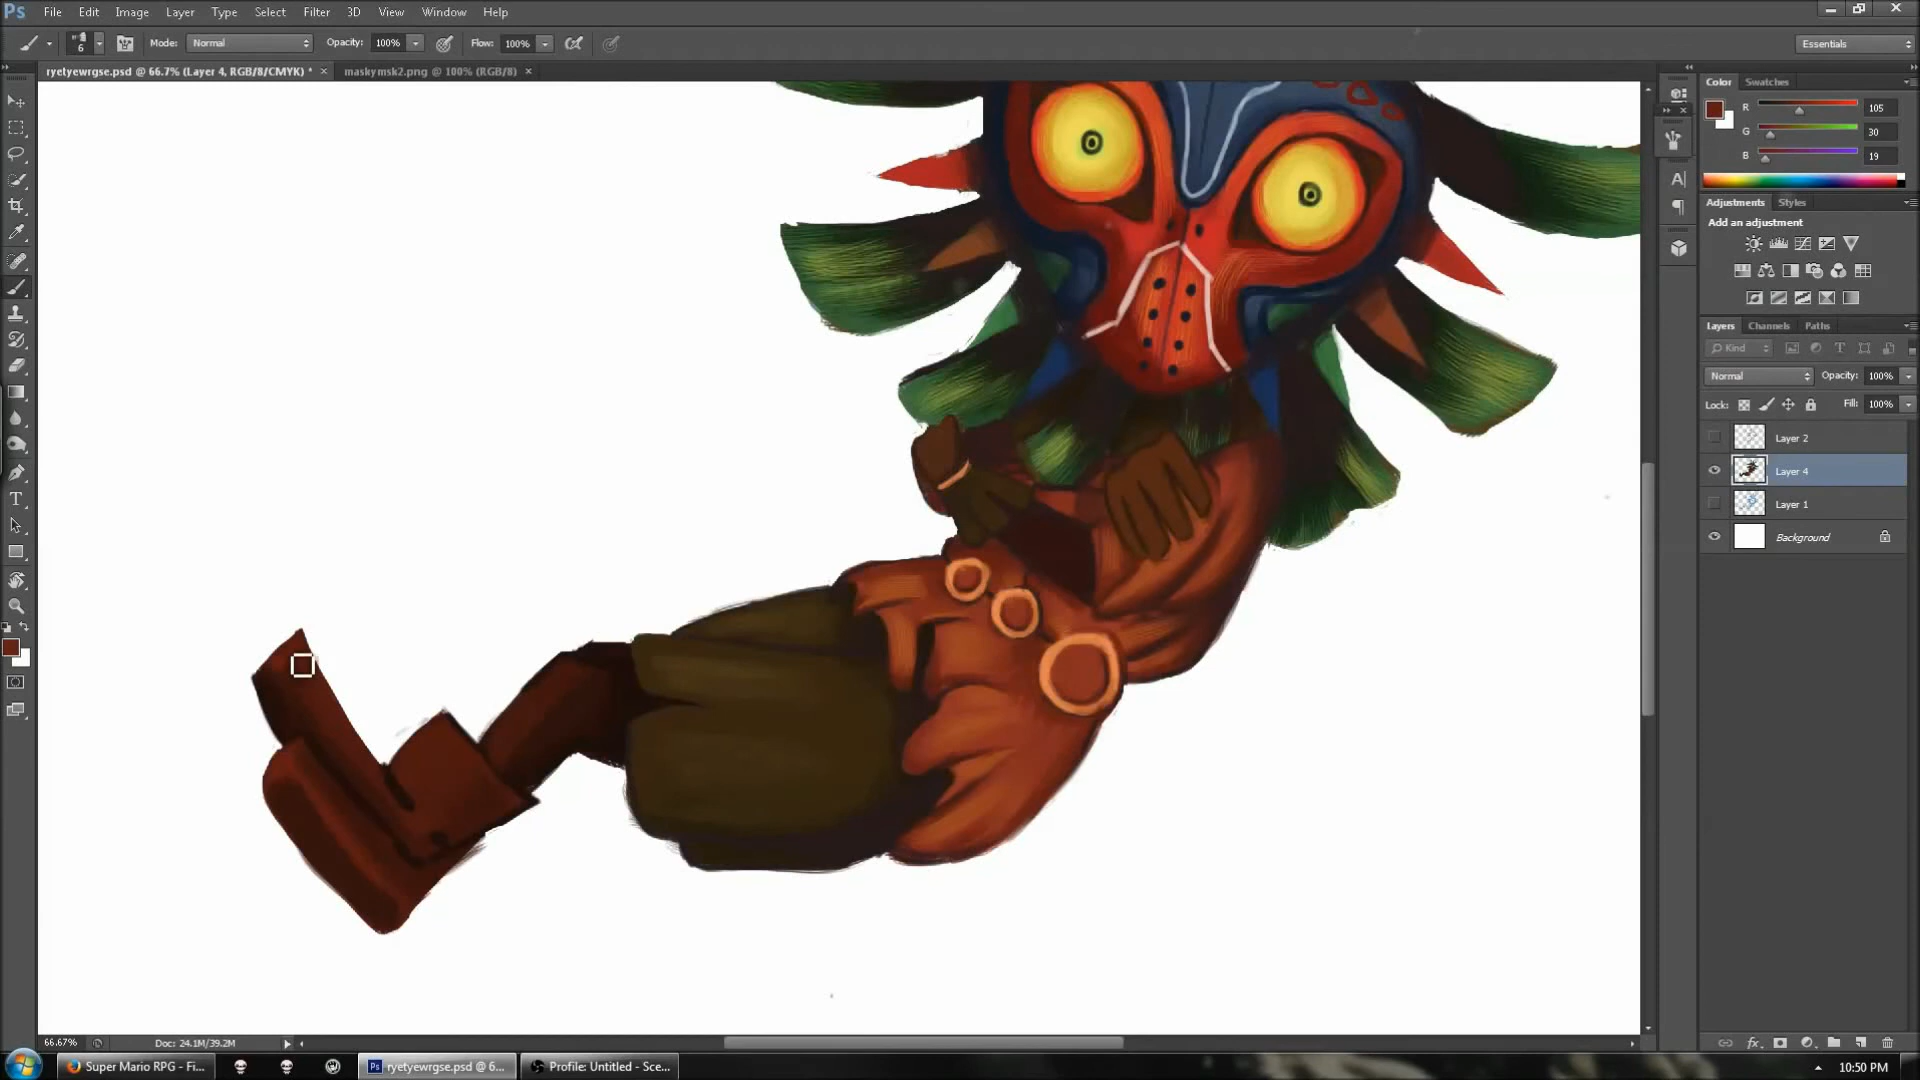 Ps File Edit Image Layer Type Select Filter 3D View Window Help
6 Mode: Normal Opacity: 100% Flow: 100% Essentials
ryetyewrgse.psd @ 66.7% (Layer 4, RGB/8/CMYK) * × maskymsk2.png @ 100% (RGB/8) ×
Color Swatches
R 105
G 30
B 19
Adjustments Styles
Add an adjustment
Layers Channels Paths
Kind
Normal Opacity: 100%
Lock: Fill: 100%
Layer 2
Layer 4
Layer 1
Background
66.67% Doc: 24.1M/39.2M
Super Mario RPG - Fi... Ps ryetyewrgse.psd @ 6... Profile: Untitled - Sce... 10:50 PM